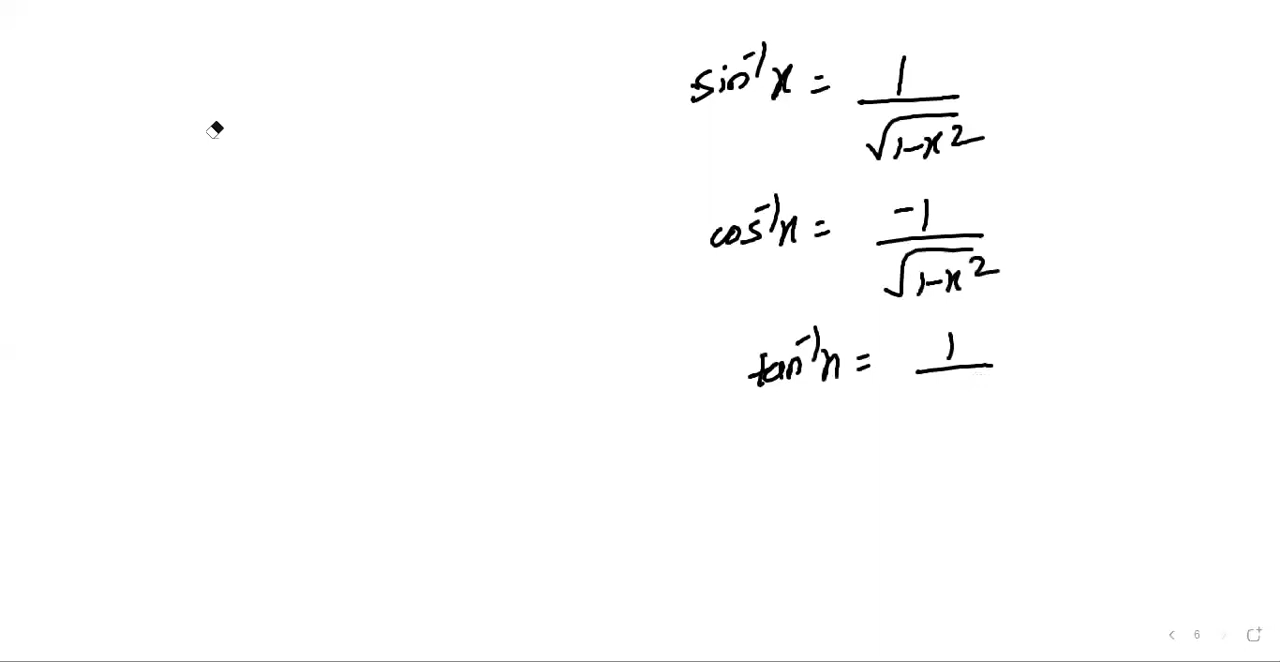 sin⁻¹x = 1/√(1-x²)
cos⁻¹x = -1/√(1-x²)
tan⁻¹x = 1/
6